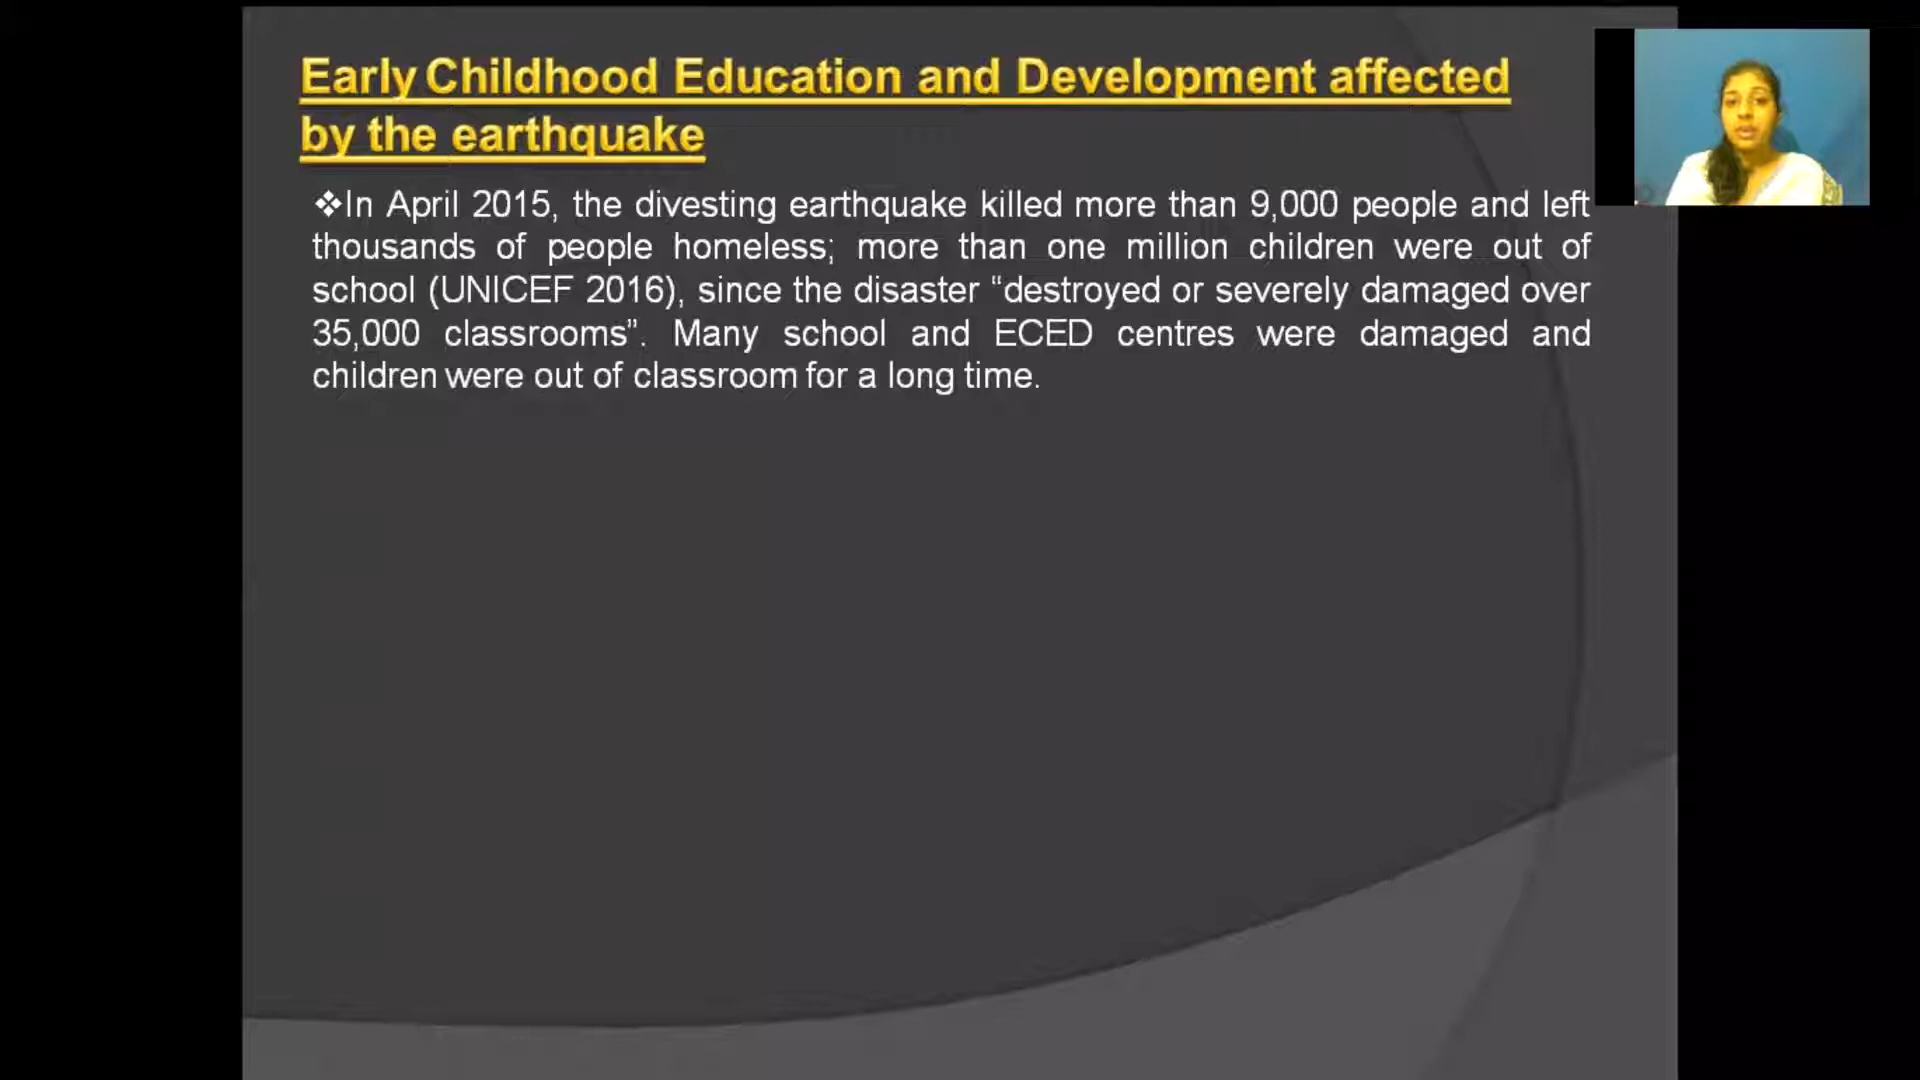 Early Childhood Education and Development affected
by the earthquake
❖In April 2015, the divesting earthquake killed more than 9,000 people and left
thousands of people homeless; more than one million children were out of
school (UNICEF 2016), since the disaster “destroyed or severely damaged over
35,000 classrooms”. Many school and ECED centres were damaged and
children were out of classroom for a long time.